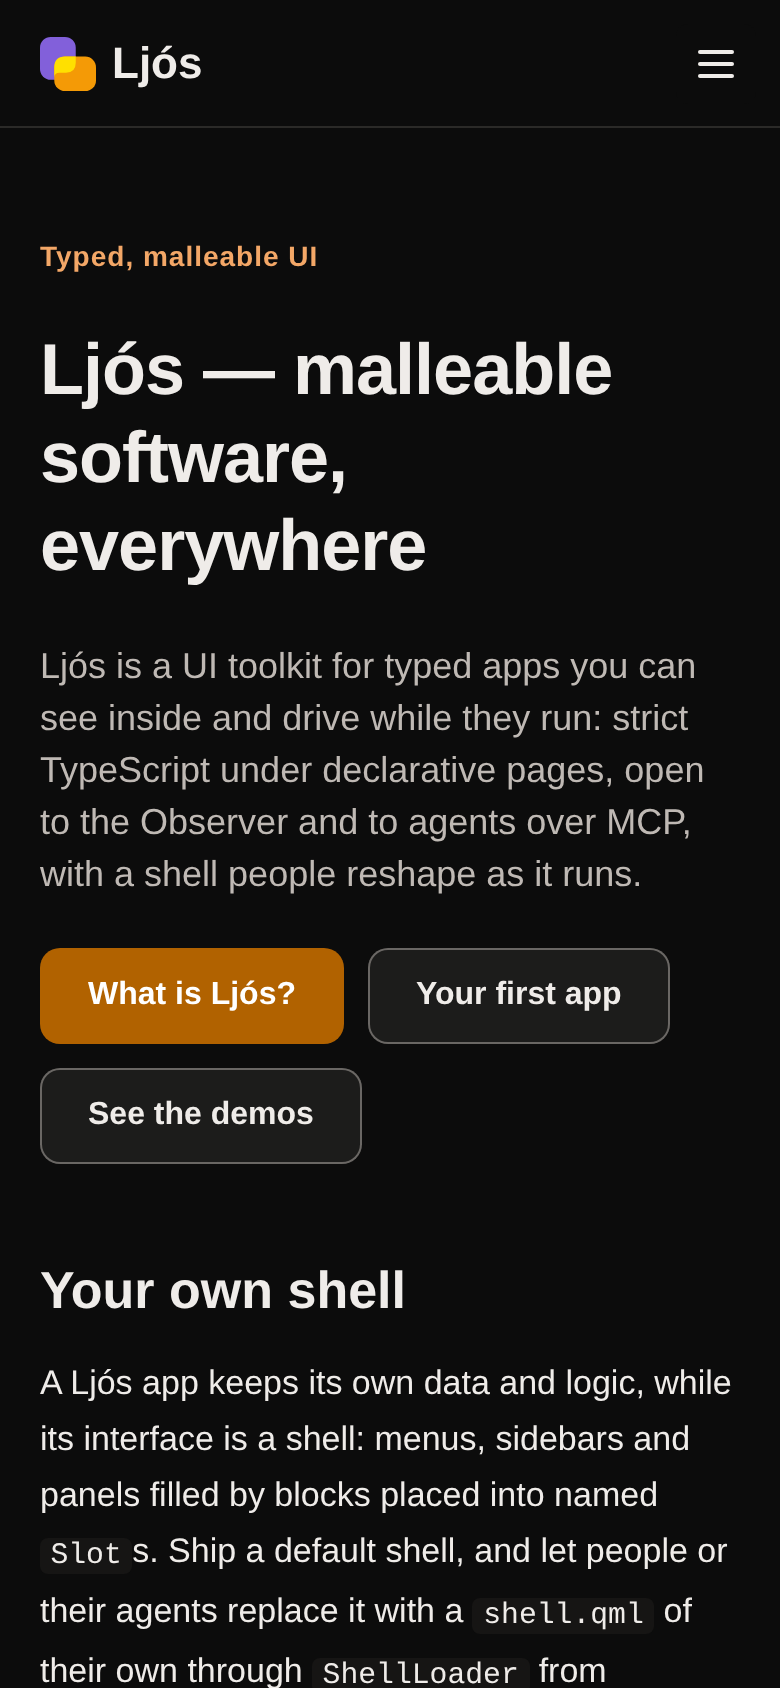 Ljós
Typed, malleable UI
Ljós — malleable
software,
everywhere
Ljós is a UI toolkit for typed apps you can
see inside and drive while they run: strict
TypeScript under declarative pages, open
to the Observer and to agents over MCP,
with a shell people reshape as it runs.
What is Ljós?
Your first app
See the demos
Your own shell
A Ljós app keeps its own data and logic, while
its interface is a shell: menus, sidebars and
panels filled by blocks placed into named
Slots. Ship a default shell, and let people or
their agents replace it with a shell.qml of
their own through ShellLoader from